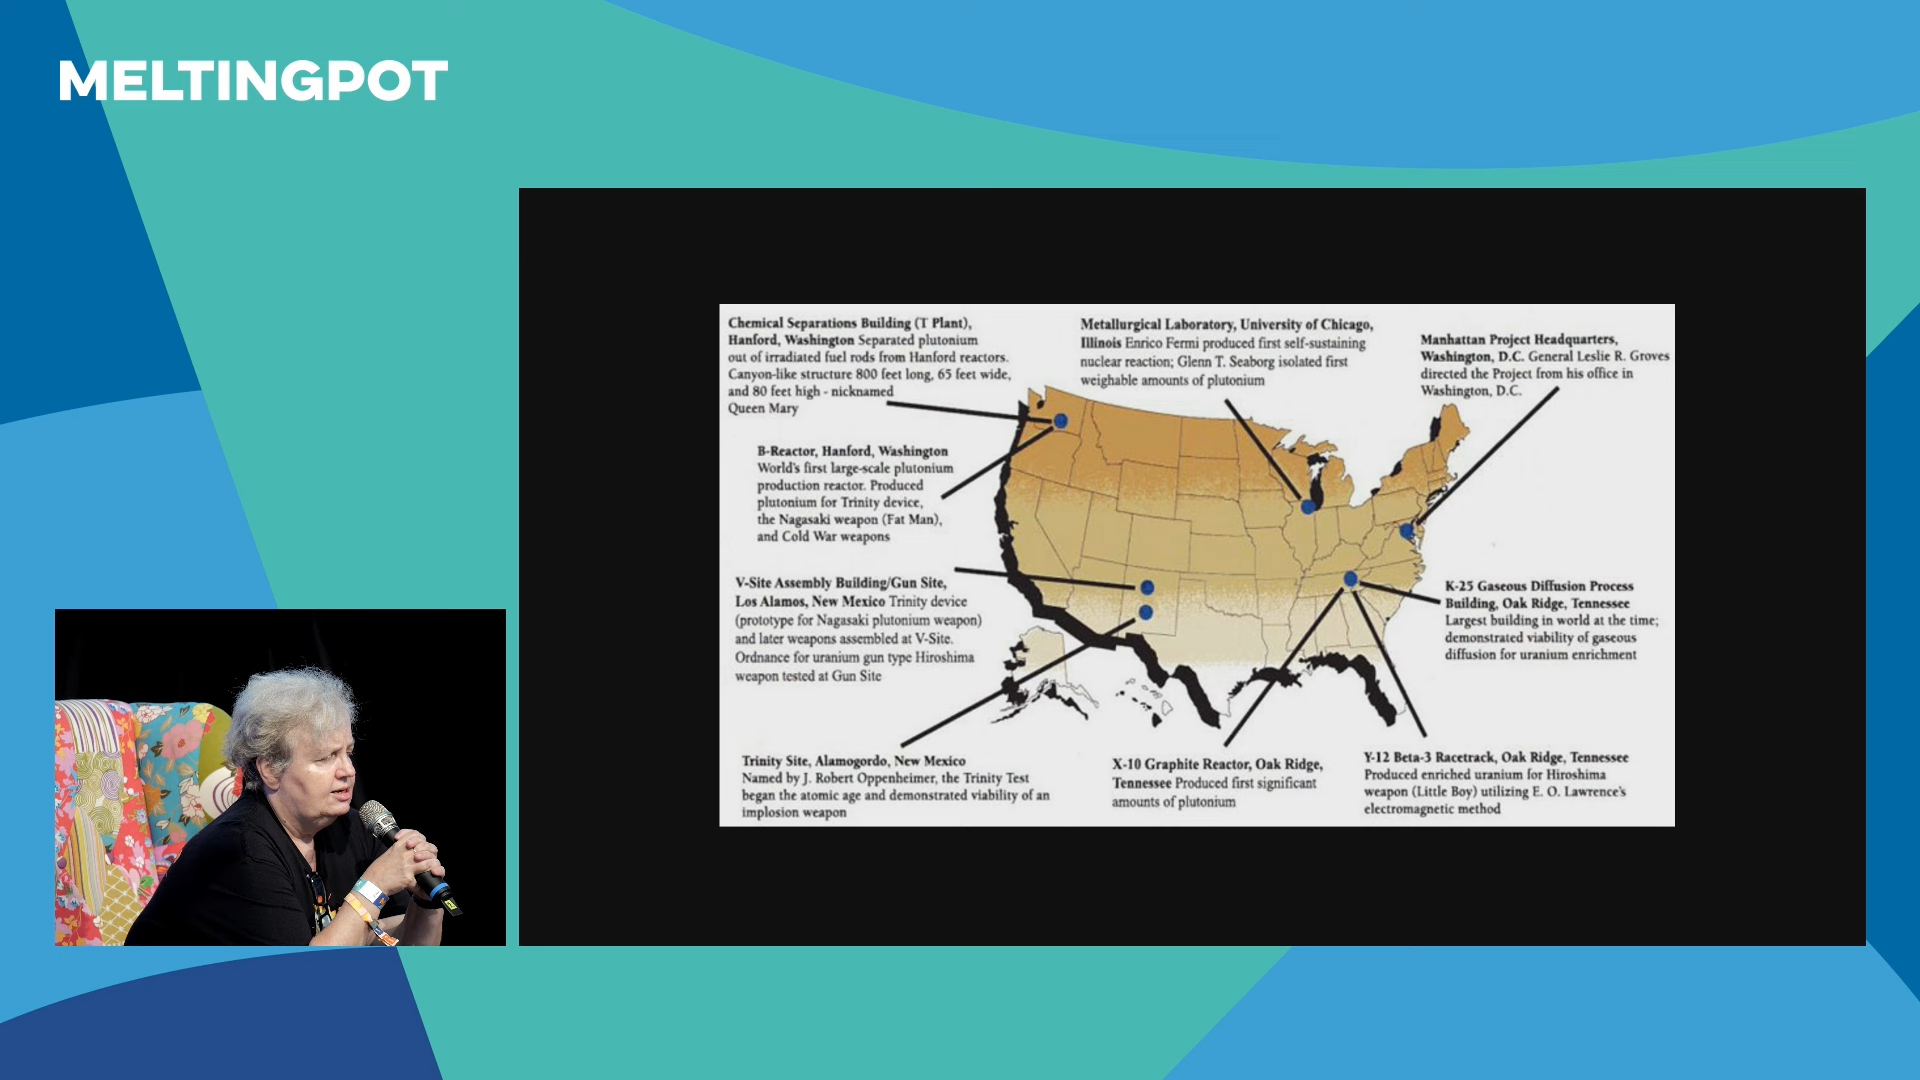 MELTINGPOT
Chemical Separations Building (T Plant),
Hanford, Washington Separated plutonium
out of irradiated fuel rods from Hanford reactors.
Canyon-like structure 800 feet long, 65 feet wide,
and 80 feet high - nicknamed
Queen Mary
Metallurgical Laboratory, University of Chicago,
Illinois Enrico Fermi produced first self-sustaining
nuclear reaction; Glenn T. Seaborg isolated first
weighable amounts of plutonium
Manhattan Project Headquarters,
Washington, D.C. General Leslie R. Groves
directed the Project from his office in
Washington, D.C.
B-Reactor, Hanford, Washington
World's first large-scale plutonium
production reactor. Produced
plutonium for Trinity device,
the Nagasaki weapon (Fat Man),
and Cold War weapons
V-Site Assembly Building/Gun Site,
Los Alamos, New Mexico Trinity device
(prototype for Nagasaki plutonium weapon)
and later weapons assembled at V-Site.
Ordnance for uranium gun type Hiroshima
weapon tested at Gun Site
K-25 Gaseous Diffusion Process
Building, Oak Ridge, Tennessee
Largest building in world at the time;
demonstrated viability of gaseous
diffusion for uranium enrichment
Trinity Site, Alamogordo, New Mexico
Named by J. Robert Oppenheimer, the Trinity Test
began the atomic age and demonstrated viability of an
implosion weapon
X-10 Graphite Reactor, Oak Ridge,
Tennessee Produced first significant
amounts of plutonium
Y-12 Beta-3 Racetrack, Oak Ridge, Tennessee
Produced enriched uranium for Hiroshima
weapon (Little Boy) utilizing E. O. Lawrence's
electromagnetic method